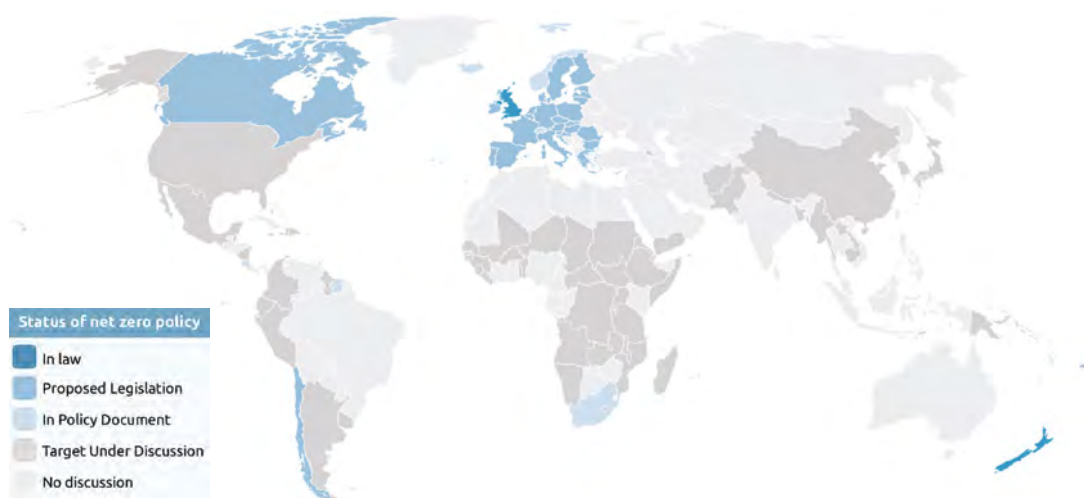 Status of net zero policy
In law
Proposed Legislation
In Policy Document
Target Under Discussion
No discussion